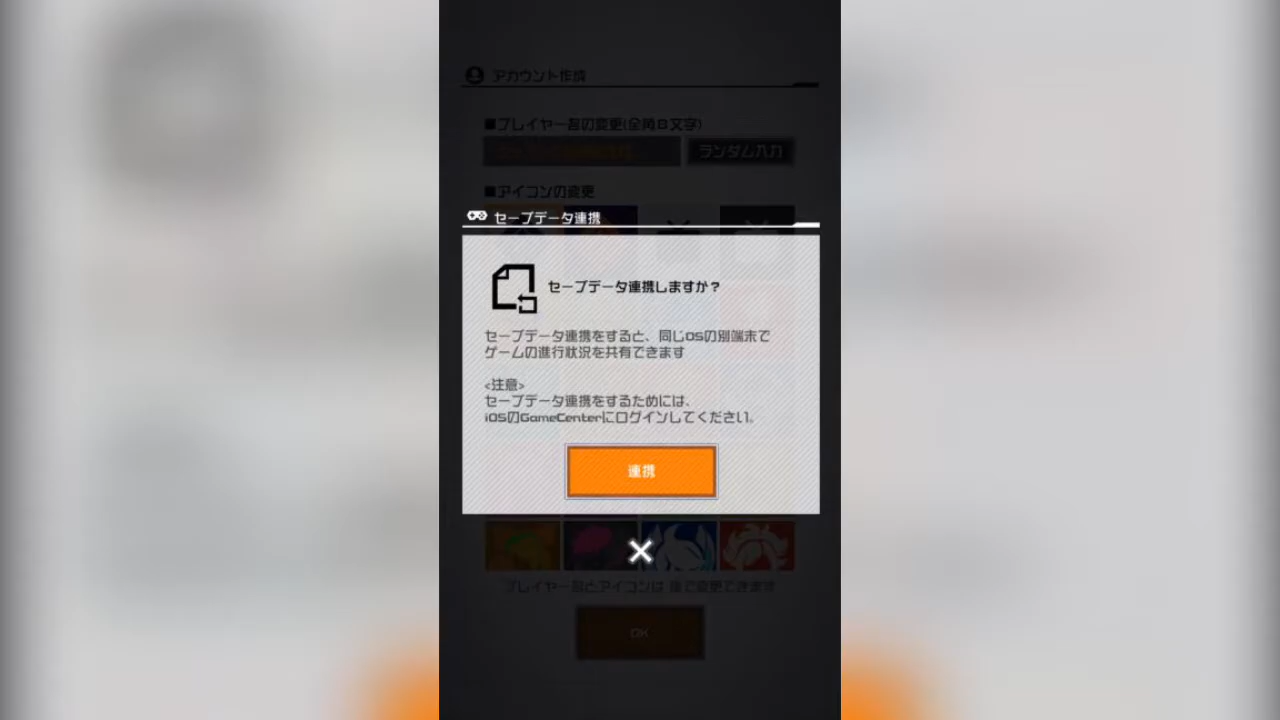 アカウント作成
■プレイヤー名の変更(全角8文字)
ランダム入力
■アイコンの変更
セーブデータ連携
セーブデータ連携しますか？
セーブデータ連携をすると、同じOSの別端末で
ゲームの進行状況を共有できます
<注意>
セーブデータ連携をするためには、
iOSのGameCenterにログインしてください。
連携
プレイヤー名とアイコンは 後で変更できます
OK